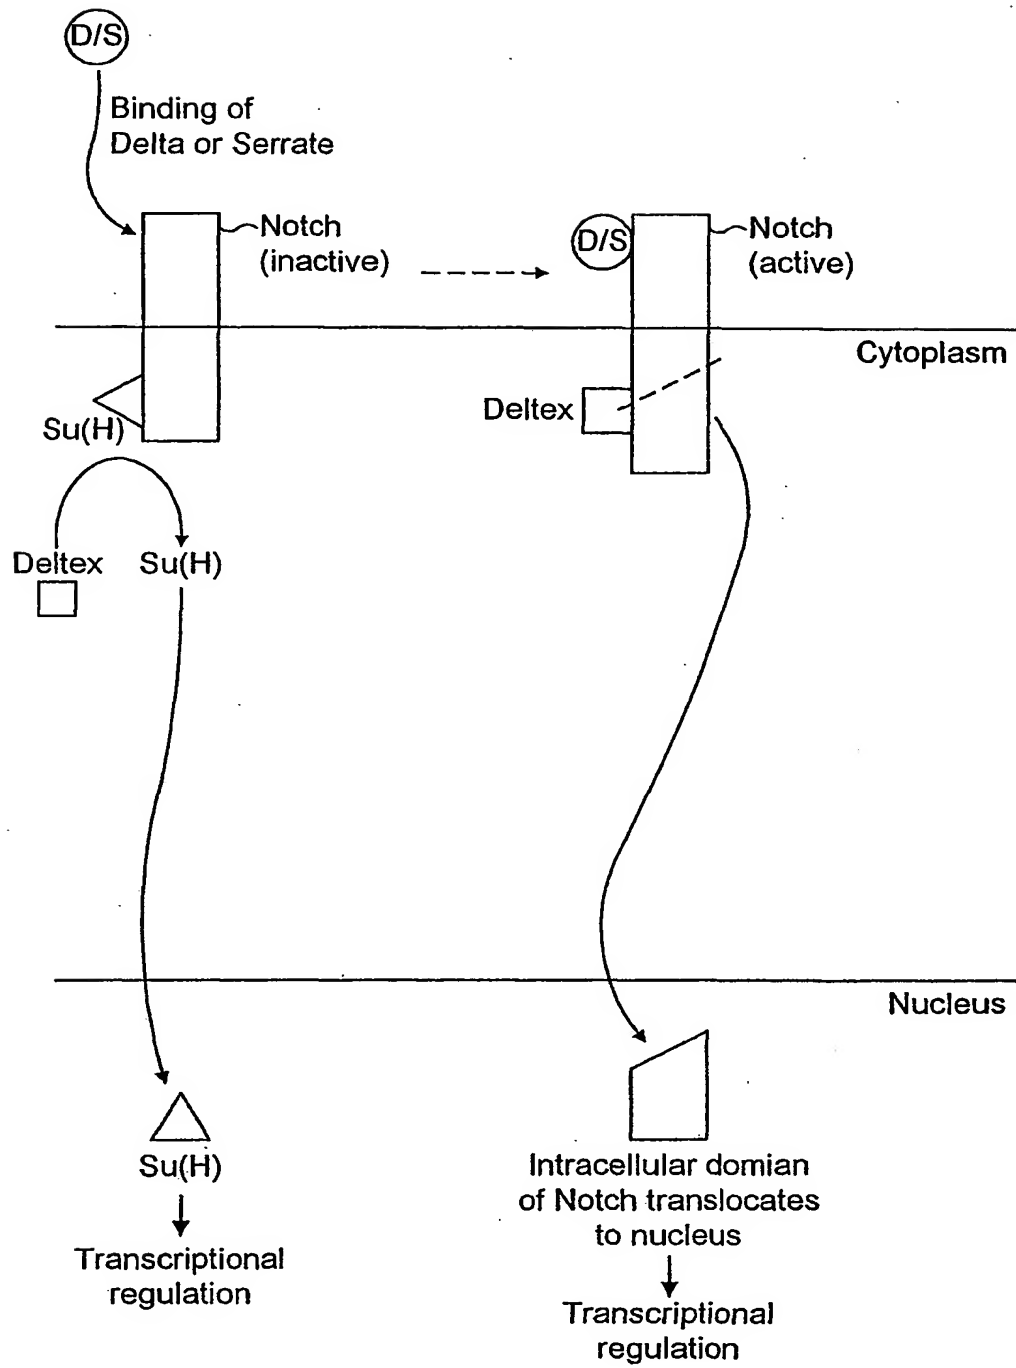 D/S
Binding of
Delta or Serrate
Notch
(inactive)
D/S
Notch
(active)
Cytoplasm
Su(H)
Deltex
Deltex
Su(H)
Nucleus
Su(H)
Transcriptional
regulation
Intracellular domian
of Notch translocates
to nucleus
Transcriptional
regulation